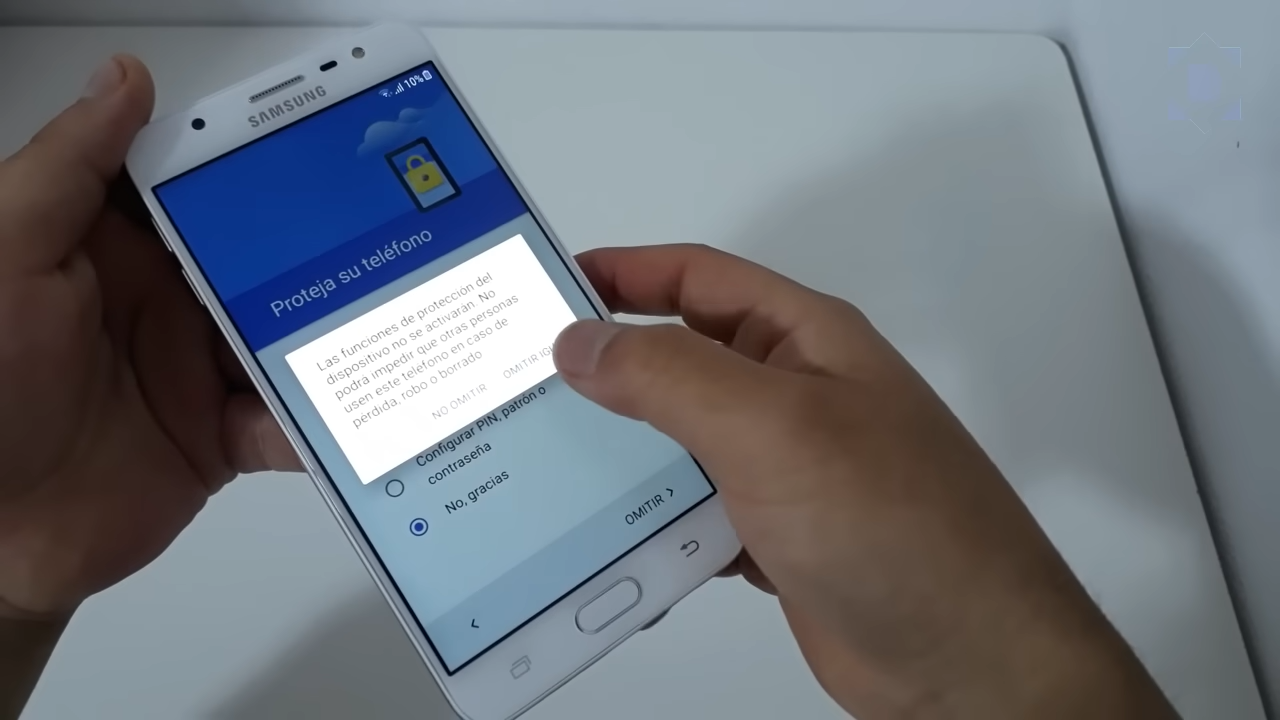 SAMSUNG
10%
Proteja su teléfono
Las funciones de protección del
dispositivo no se activarán. No
podrá impedir que otras personas
usen este teléfono en caso de
pérdida, robo o borrado
NO OMITIR OMITIR
Configurar PIN, patrón o
contraseña
No, gracias
OMITIR